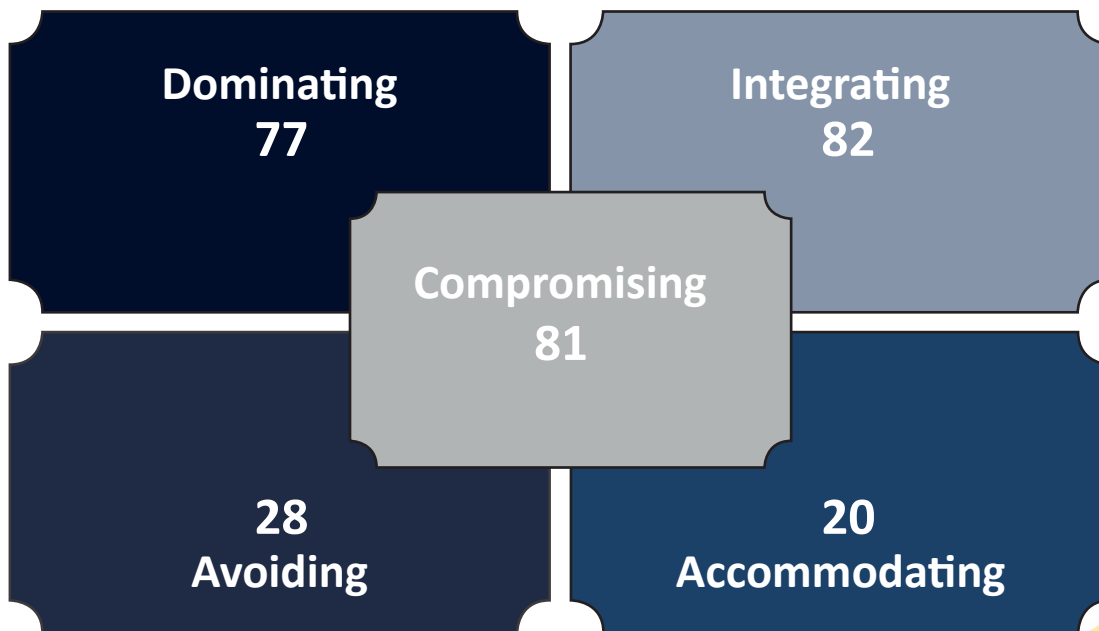 Dominating
77
Integrating
82
Compromising
81
28
Avoiding
20
Accommodating